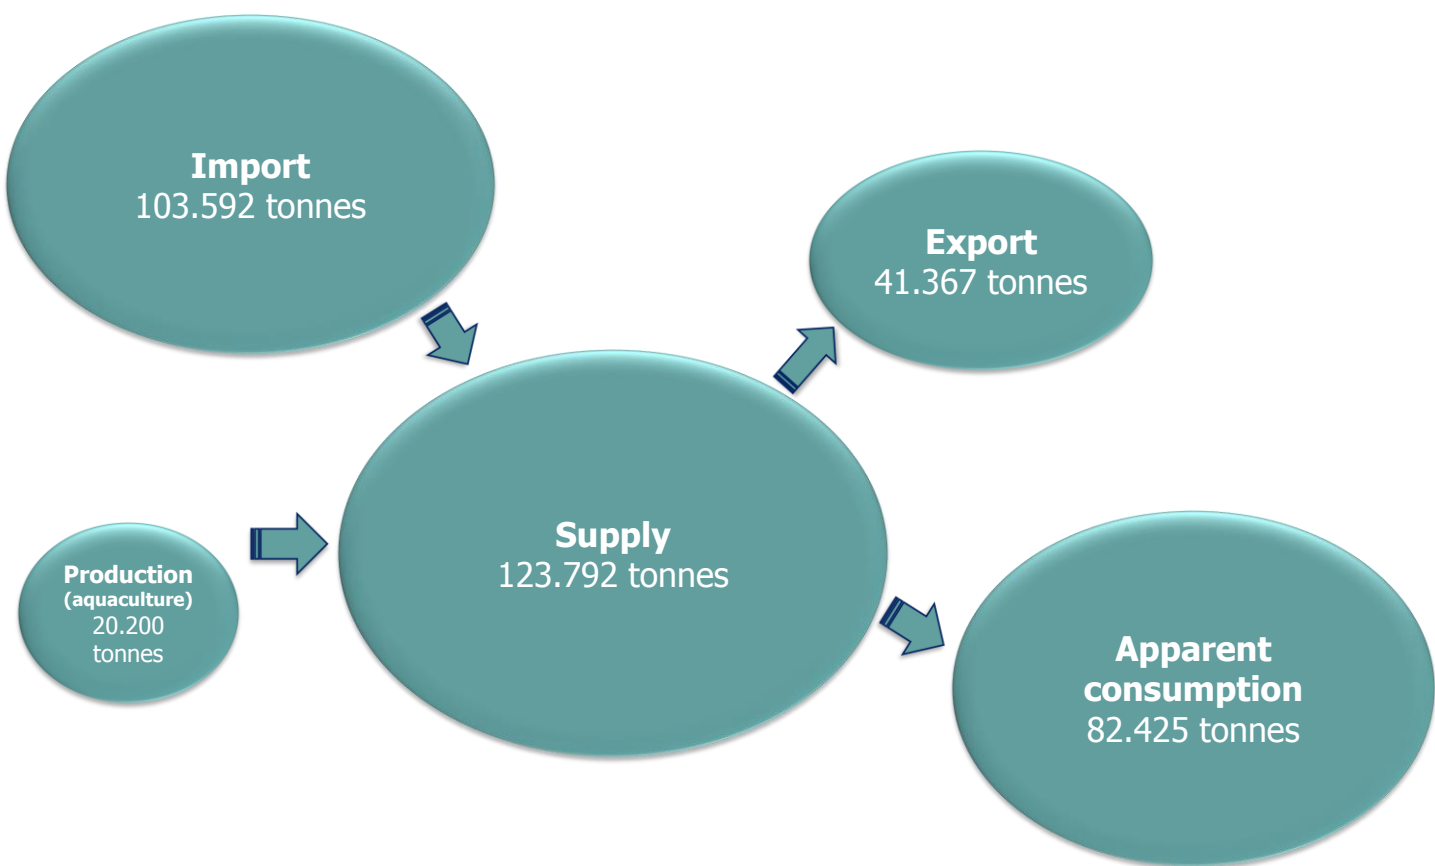 Import
103.592 tonnes
Export
41.367 tonnes
Supply
123.792 tonnes
Production
(aquaculture)
20.200
tonnes
Apparent
consumption
82.425 tonnes